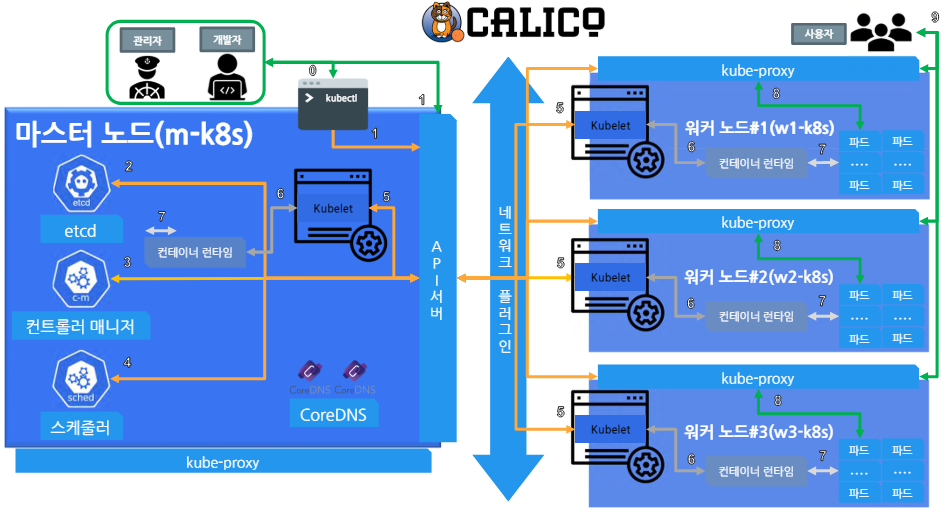 CALICO
관리자
개발자
사용자
9
0
kubectl
1
1
마스터 노드(m-k8s)
2
etcd
etcd
7
컨테이너 런타임
6
Kubelet
5
3
c-m
컨트롤러 매니저
4
sched
스케줄러
CoreDNS
CoreDNS
CoreDNS
API서버
kube-proxy
네트워크 플러그인
kube-proxy
5
Kubelet
워커 노드#1(w1-k8s)
8
6
컨테이너 런타임
7
파드
파드
....
....
파드
파드
kube-proxy
5
Kubelet
워커 노드#2(w2-k8s)
8
6
컨테이너 런타임
7
파드
파드
....
....
파드
파드
kube-proxy
5
Kubelet
워커 노드#3(w3-k8s)
8
6
컨테이너 런타임
7
파드
파드
....
....
파드
파드